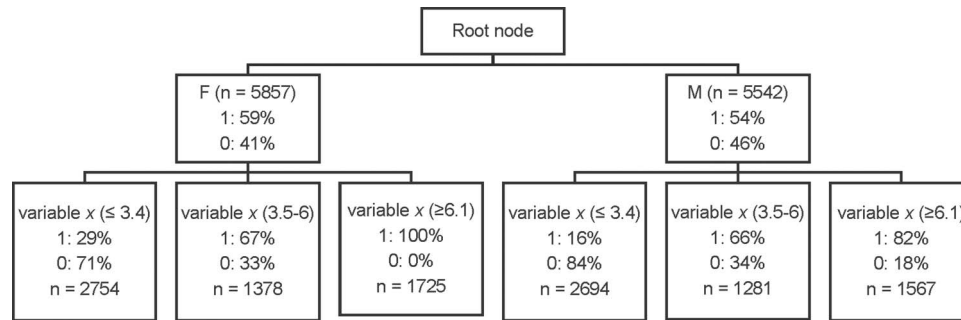 Root node
F (n = 5857)
1: 59%
0: 41%
M (n = 5542)
1: 54%
0: 46%
variable x (≤ 3.4)
1: 29%
0: 71%
n = 2754
variable x (3.5-6)
1: 67%
0: 33%
n = 1378
variable x (≥6.1)
1: 100%
0: 0%
n = 1725
variable x (≤ 3.4)
1: 16%
0: 84%
n = 2694
variable x (3.5-6)
1: 66%
0: 34%
n = 1281
variable x (≥6.1)
1: 82%
0: 18%
n = 1567